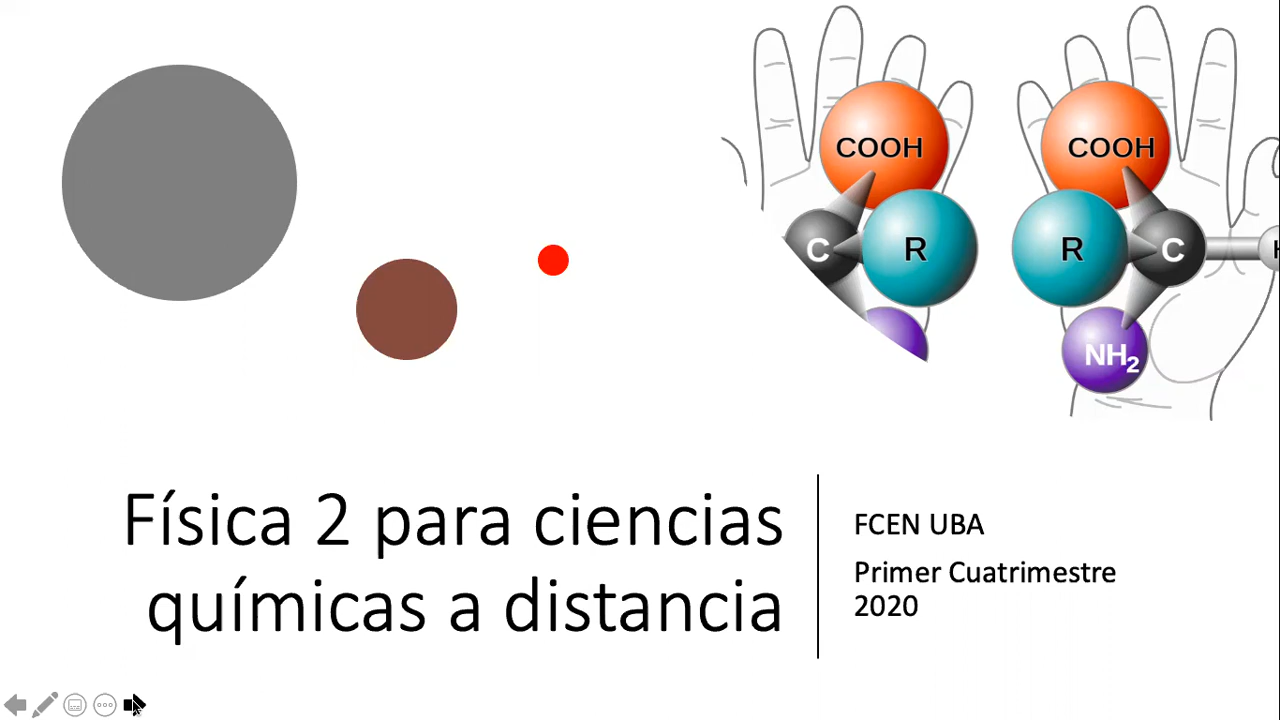 COOH
COOH
C
R
R
C
H
NH2
Física 2 para ciencias
químicas a distancia
FCEN UBA
Primer Cuatrimestre
2020